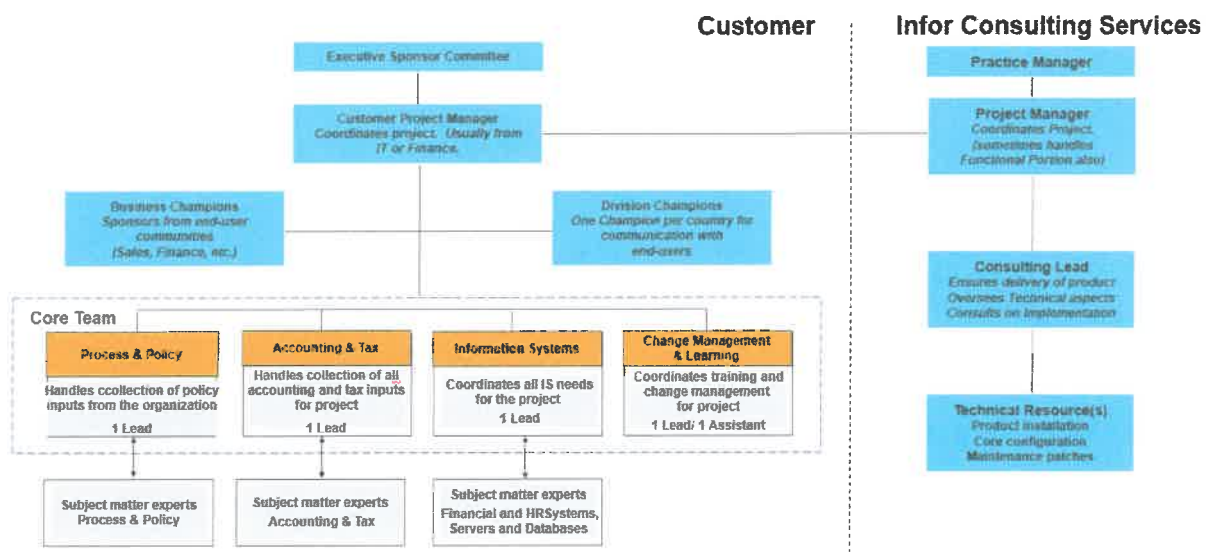 Customer
Infor Consulting Services
Executive Sponsor Committee
Customer Project Manager
Coordinates project. Usually from
IT or Finance.
Practice Manager
Project Manager
Coordinates Project.
(sometimes handles
Functional Portion also)
Business Champions
Sponsors from end-user
communities
(Sales, Finance, etc.)
Division Champions
One Champion per country for
communication with
end-users
Consulting Lead
Ensures delivery of product
Oversees Technical aspects
Consults on Implementation
Core Team
Process & Policy
Handles ccollection of policy
inputs from the organization
1 Lead
Accounting & Tax
Handles collection of all
accounting and tax inputs
for project
1 Lead
Information Systems
Coordinates all IS needs
for the project
1 Lead
Change Management
& Learning
Coordinates training and
change management
for project
1 Lead/ 1 Assistant
Technical Resource(s)
Product installation
Core configuration
Maintenance patches
Subject matter experts
Process & Policy
Subject matter experts
Accounting & Tax
Subject matter experts
Financial and HRSystems,
Servers and Databases